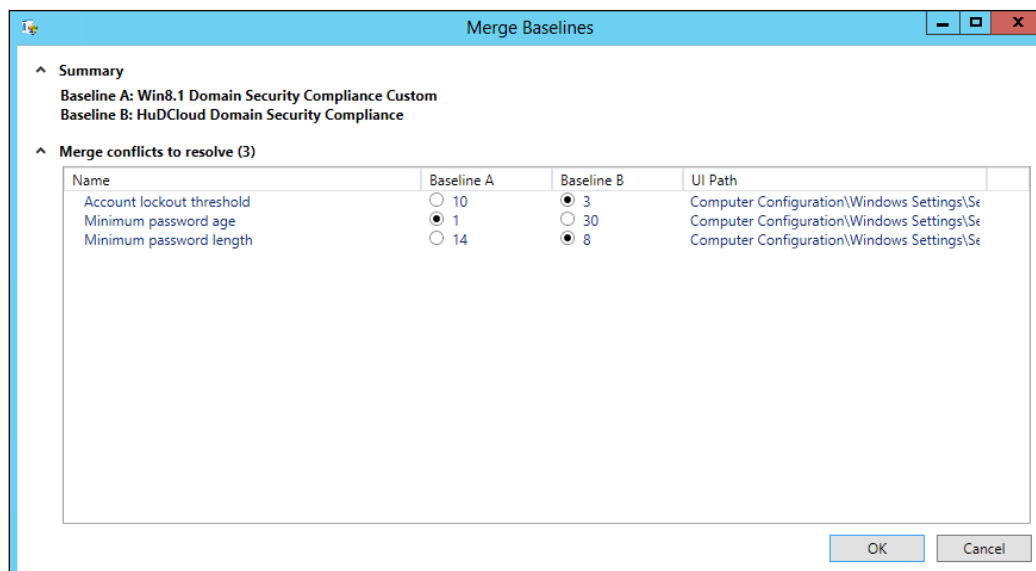 Merge Baselines
Summary
Baseline A: Win8.1 Domain Security Compliance Custom
Baseline B: HuDCloud Domain Security Compliance
Merge conflicts to resolve (3)
Name Baseline A Baseline B UI Path
Account lockout threshold 10 3 Computer Configuration\Windows Settings\Se
Minimum password age 1 30 Computer Configuration\Windows Settings\Se
Minimum password length 14 8 Computer Configuration\Windows Settings\Se
OK Cancel